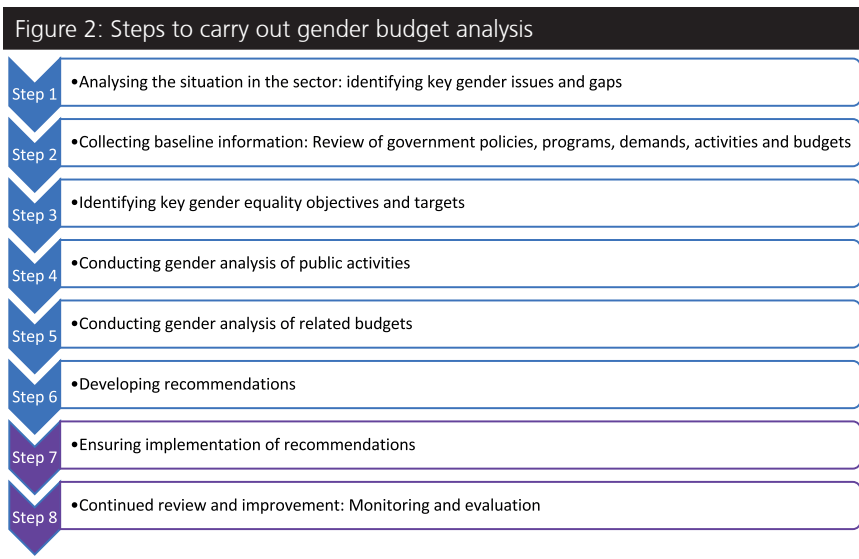 Figure 2: Steps to carry out gender budget analysis
Step 1
•Analysing the situation in the sector: identifying key gender issues and gaps
Step 2
•Collecting baseline information: Review of government policies, programs, demands, activities and budgets
Step 3
•Identifying key gender equality objectives and targets
Step 4
•Conducting gender analysis of public activities
Step 5
•Conducting gender analysis of related budgets
Step 6
•Developing recommendations
Step 7
•Ensuring implementation of recommendations
Step 8
•Continued review and improvement: Monitoring and evaluation